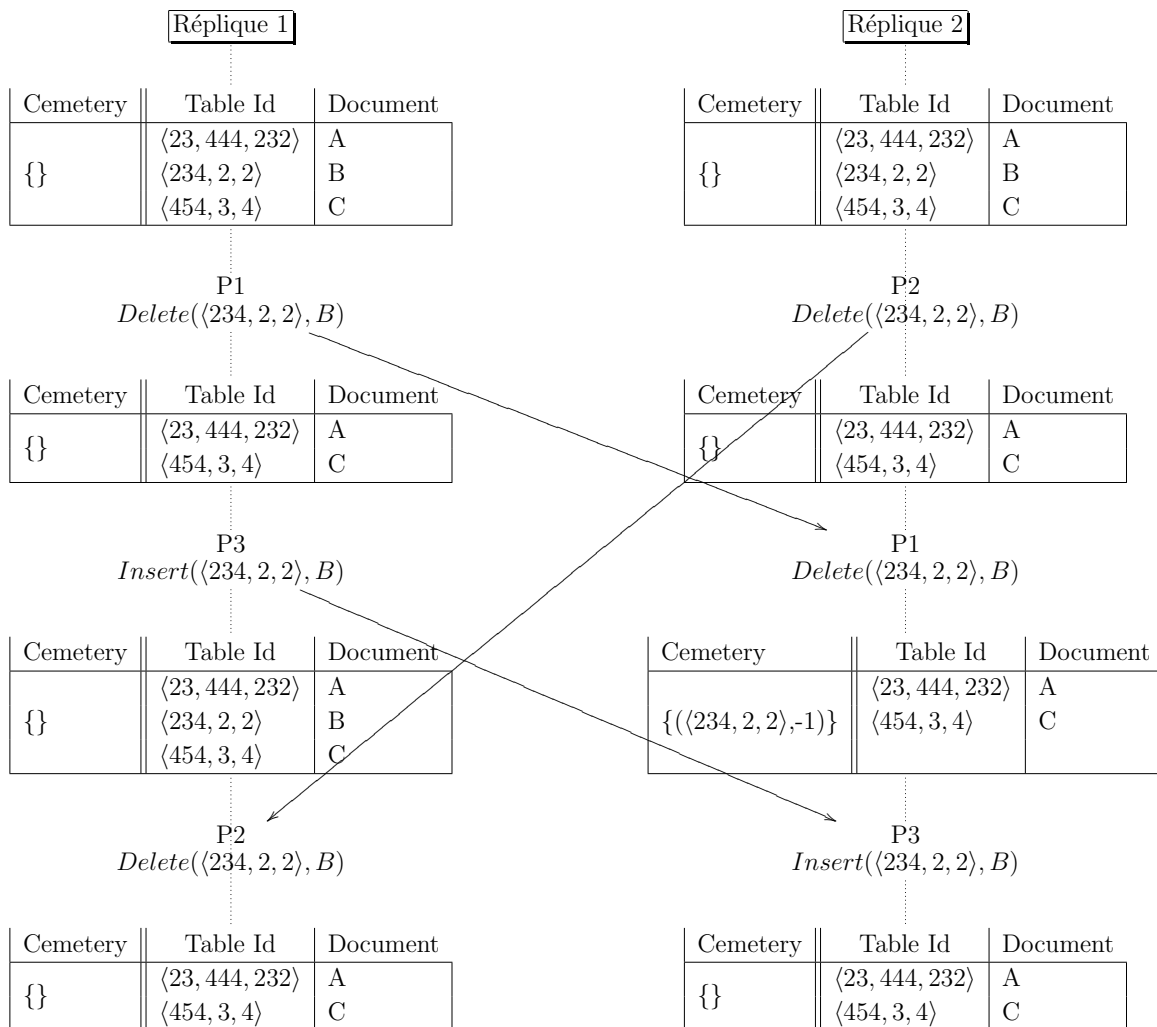 Réplique 1
Réplique 2
Cemetery Table Id Document
{}
⟨23, 444, 232⟩ A
⟨234, 2, 2⟩ B
⟨454, 3, 4⟩ C
Cemetery Table Id Document
{}
⟨23, 444, 232⟩ A
⟨234, 2, 2⟩ B
⟨454, 3, 4⟩ C
P1
Delete(⟨234, 2, 2⟩, B)
P2
Delete(⟨234, 2, 2⟩, B)
Cemetery Table Id Document
{}
⟨23, 444, 232⟩ A
⟨454, 3, 4⟩ C
Cemetery Table Id Document
{}
⟨23, 444, 232⟩ A
⟨454, 3, 4⟩ C
P3
Insert(⟨234, 2, 2⟩, B)
P1
Delete(⟨234, 2, 2⟩, B)
Cemetery Table Id Document
{}
⟨23, 444, 232⟩ A
⟨234, 2, 2⟩ B
⟨454, 3, 4⟩ C
Cemetery Table Id Document
⟨23, 444, 232⟩ A
{(⟨234, 2, 2⟩,-1)} ⟨454, 3, 4⟩ C
P2
Delete(⟨234, 2, 2⟩, B)
P3
Insert(⟨234, 2, 2⟩, B)
Cemetery Table Id Document
{}
⟨23, 444, 232⟩ A
⟨454, 3, 4⟩ C
Cemetery Table Id Document
{}
⟨23, 444, 232⟩ A
⟨454, 3, 4⟩ C